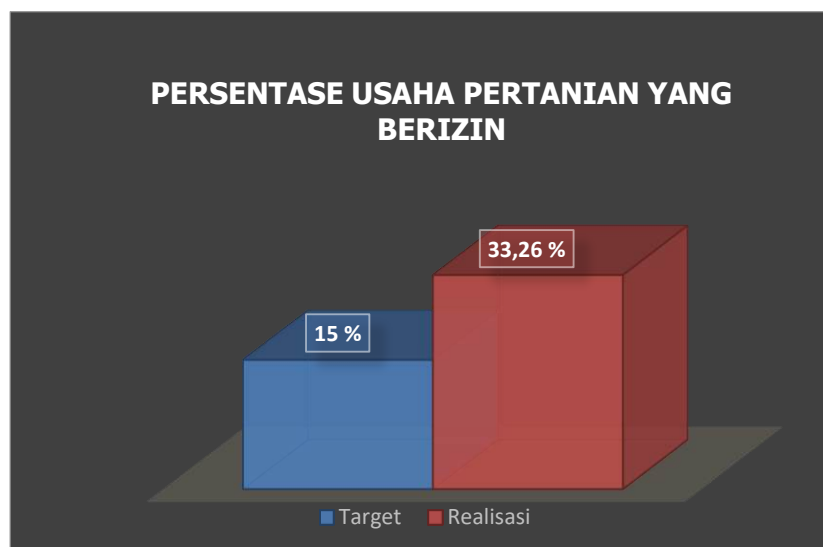 PERSENTASE USAHA PERTANIAN YANG
BERIZIN
33,26 %
15 %
Target Realisasi